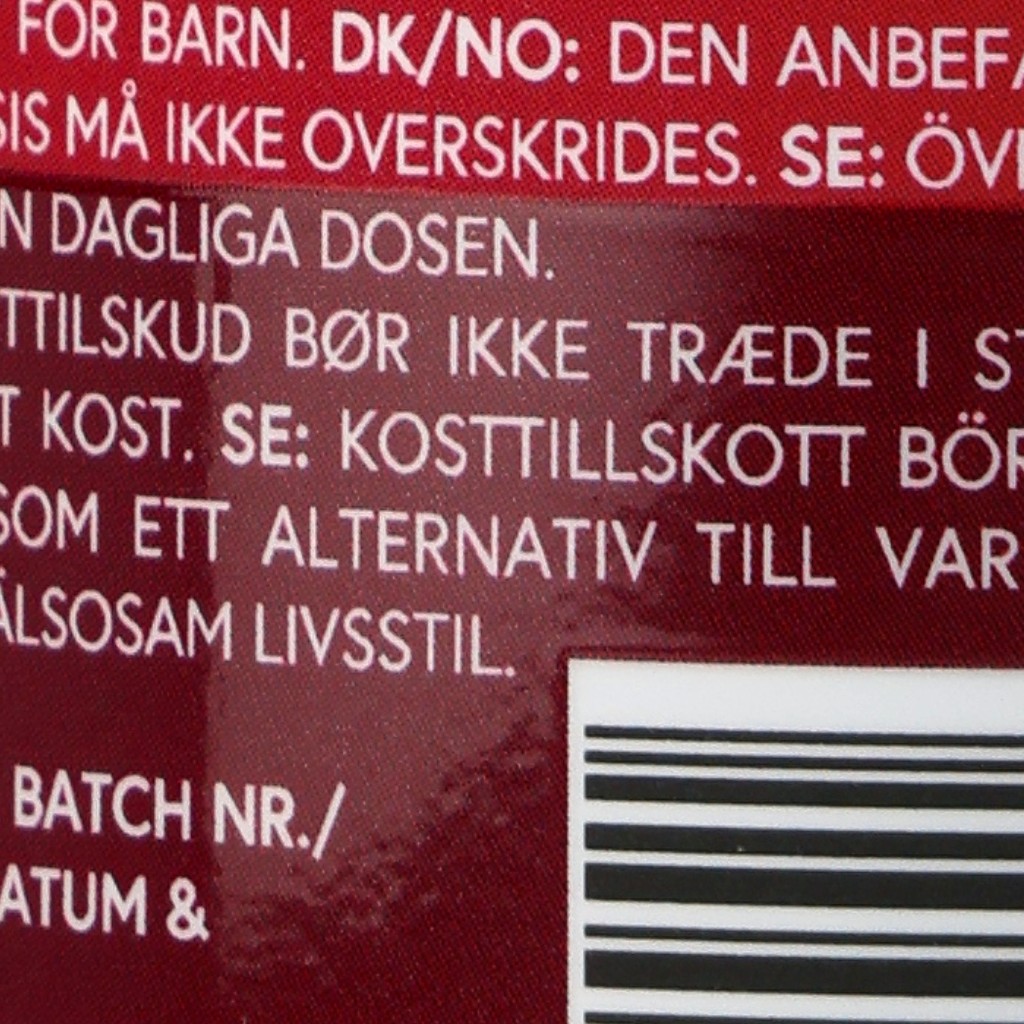 FOR BARN. DK/NO: DEN ANBEFA
SIS MÅ IKKE OVERSKRIDES. SE: ÖV
N DAGLIGA DOSEN.
TTILSKUD BØR IKKE TRÆDE I ST
T KOST. SE: KOSTTILLSKOTT BÖR
SOM ETT ALTERNATIV TILL VAR
ÄLSOSAM LIVSSTIL.
BATCH NR./
ATUM &